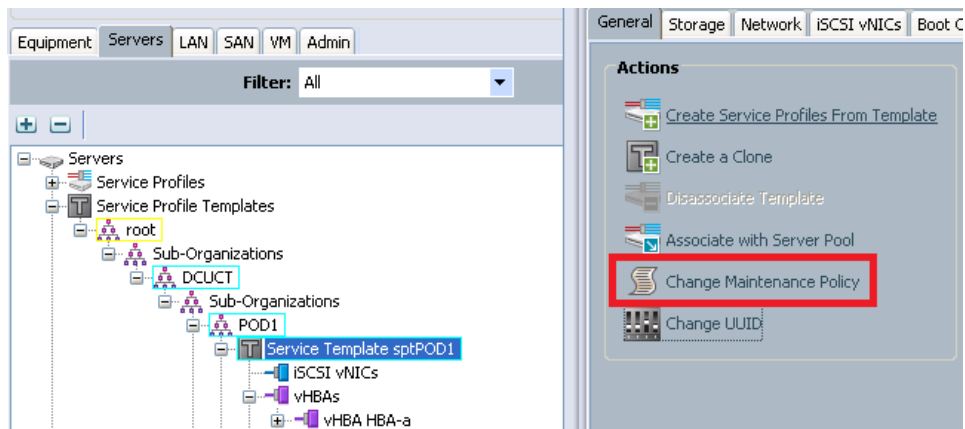 Equipment Servers LAN SAN VM Admin
Filter: All
Servers
Service Profiles
Service Profile Templates
root
Sub-Organizations
DCUCT
Sub-Organizations
POD1
Service Template sptPOD1
iSCSI vNICs
vHBAs
vHBA HBA-a
General Storage Network iSCSI vNICs Boot
Actions
Create Service Profiles From Template
Create a Clone
Disassociate Template
Associate with Server Pool
Change Maintenance Policy
Change UUID